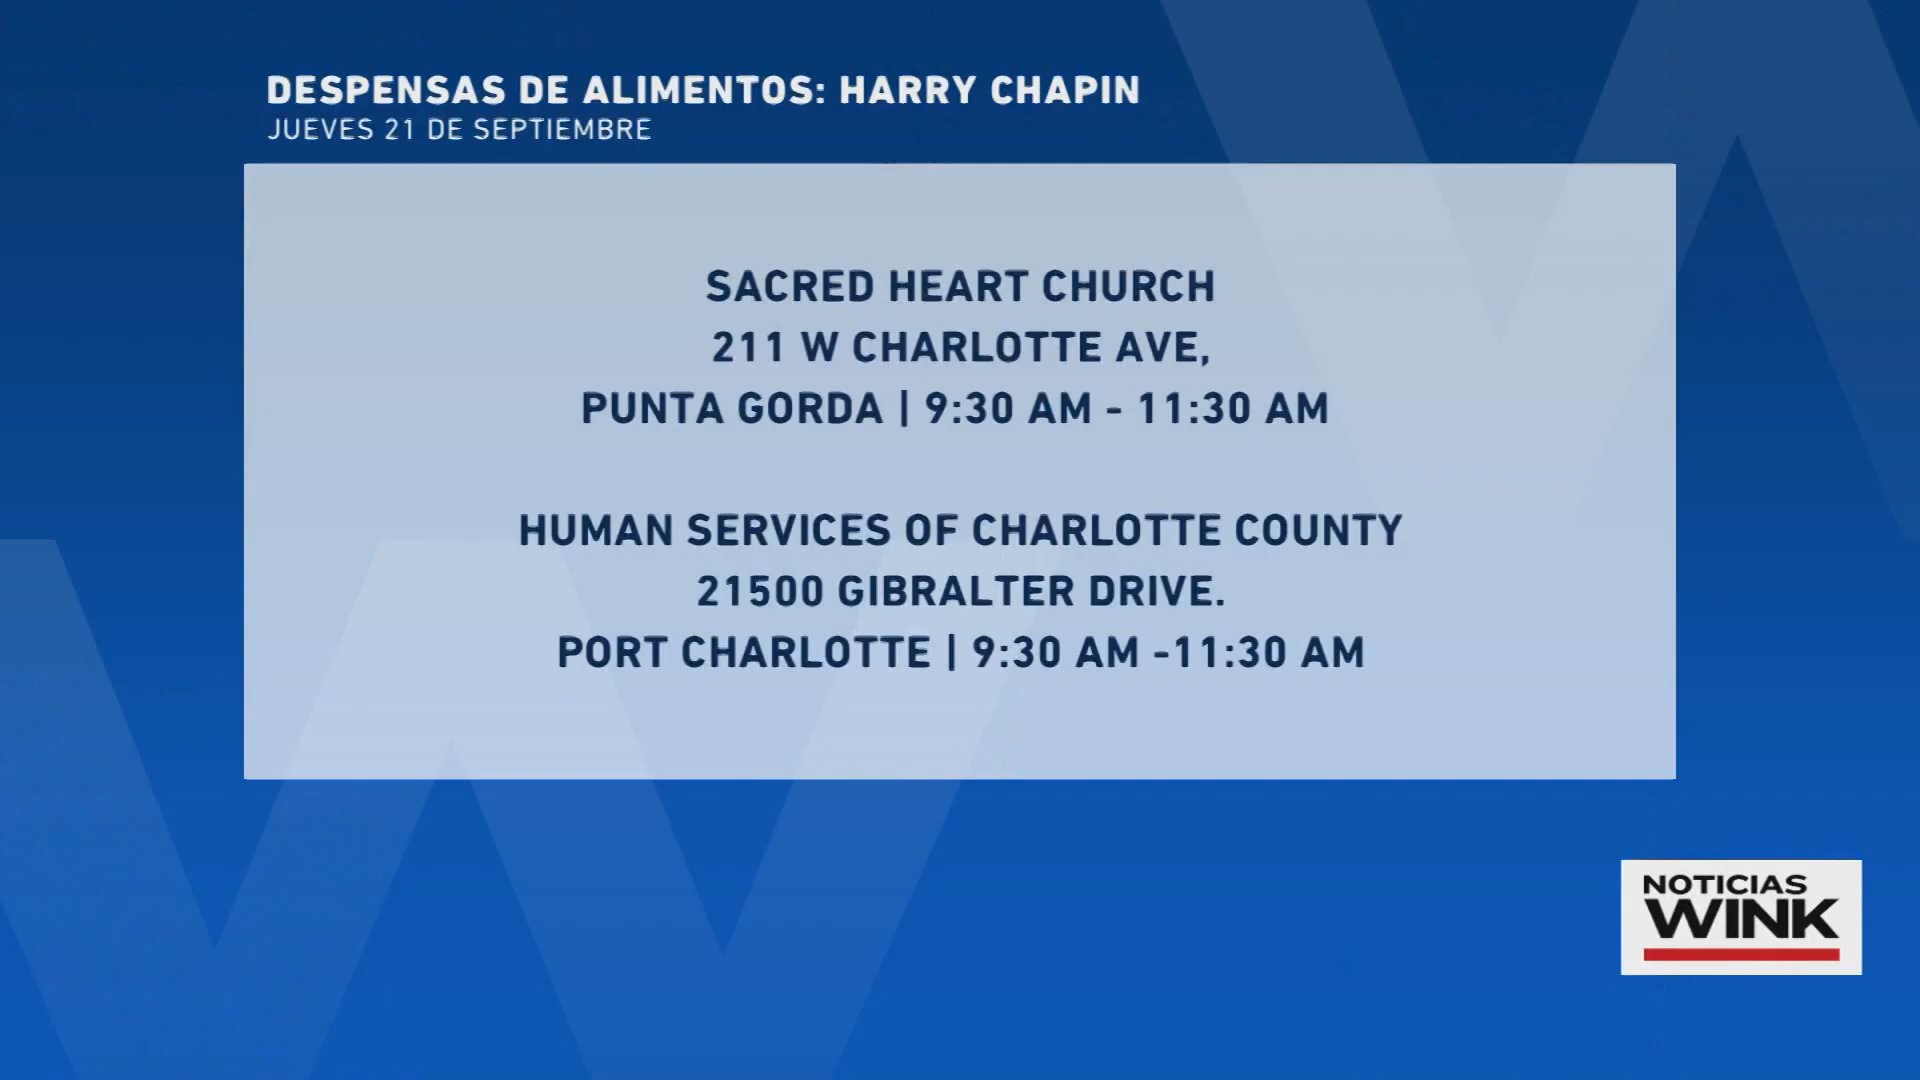 DESPENSAS DE ALIMENTOS: HARRY CHAPIN
JUEVES 21 DE SEPTIEMBRE
SACRED HEART CHURCH
211 W CHARLOTTE AVE,
PUNTA GORDA | 9:30 AM - 11:30 AM
HUMAN SERVICES OF CHARLOTTE COUNTY
21500 GIBRALTER DRIVE.
PORT CHARLOTTE | 9:30 AM -11:30 AM
NOTICIAS
WINK